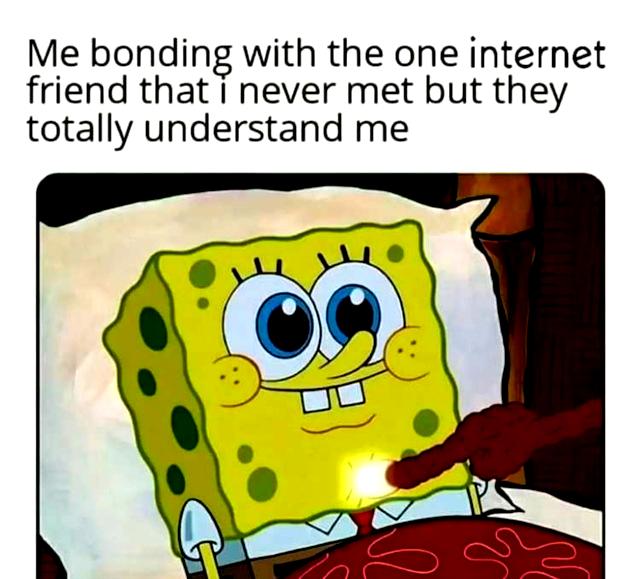 Me bonding with the one internet
friend that i never met but they
totally understand me